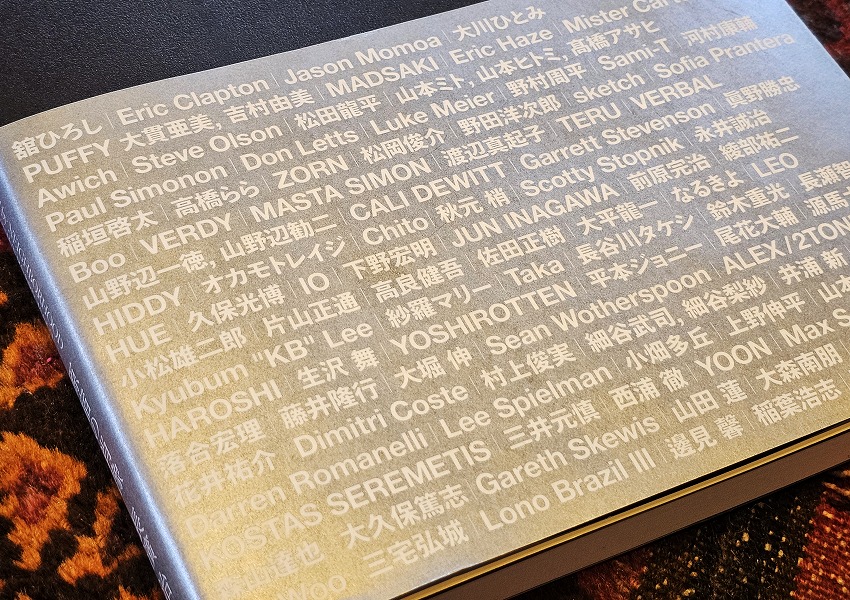 舘ひろし | Eric Clapton | Jason Momoa | 大川ひとみ
PUFFY 大貫亜美, 吉村由美 | MADSAKI | Eric Haze | Mister
Awich | Steve Olson | 松田龍平 | 山本ミト, 山本ヒトミ, 高橋アサヒ
Paul Simonon | Don Letts | Luke Meier | 野村周平 | Sami-T | 河村康輔
稲垣啓太 | 高橋らら | ZORN | 松岡俊介 | 野田洋次郎 | sketch | Sofia Prantera
Boo | VERDY | MASTA SIMON | 渡辺真起子 | TERU | VERBAL
山野辺一徳, 山野辺勧二 | CALI DEWITT | Garrett Stevenson | 眞野勝忠
HIDDY | オカモトレイジ | Chito | 秋元 梢 | Scotty Stopnik | 永井誠治
HUE | 久保光博 | IO | 下野宏明 | JUN INAGAWA | 前原完治 | 綾部祐二
小松雄二郎 | 片山正通 | 高良健吾 | 佐田正樹 | 大平龍一 | なるきよ | LEO
Kyubum "KB" Lee | 紗羅マリー | Taka | 長谷川タケシ | 鈴木重光
HAROSHI | 生沢 舞 | YOSHIROTTEN | 平本ジョニー | 尾花大輔
落合宏理 | 藤井隆行 | 大堀 伸 | Sean Wotherspoon | ALEX/2TON
花井祐介 | Dimitri Coste | 村上俊実 | 細谷武司, 細谷梨紗 | 井浦 新
Darren Romanelli | Lee Spielman | 小畑多丘 | 上野伸平 | 山本
KOSTAS SEREMETIS | 三井元慎 | 西浦 徹 | YOON | Max
達也 | 大久保篤志 | Gareth Skewis | 山田 蓮 | 大森南朋
Woo | 三宅弘城 | Lono Brazil III | 邊見 馨 | 稲葉浩志